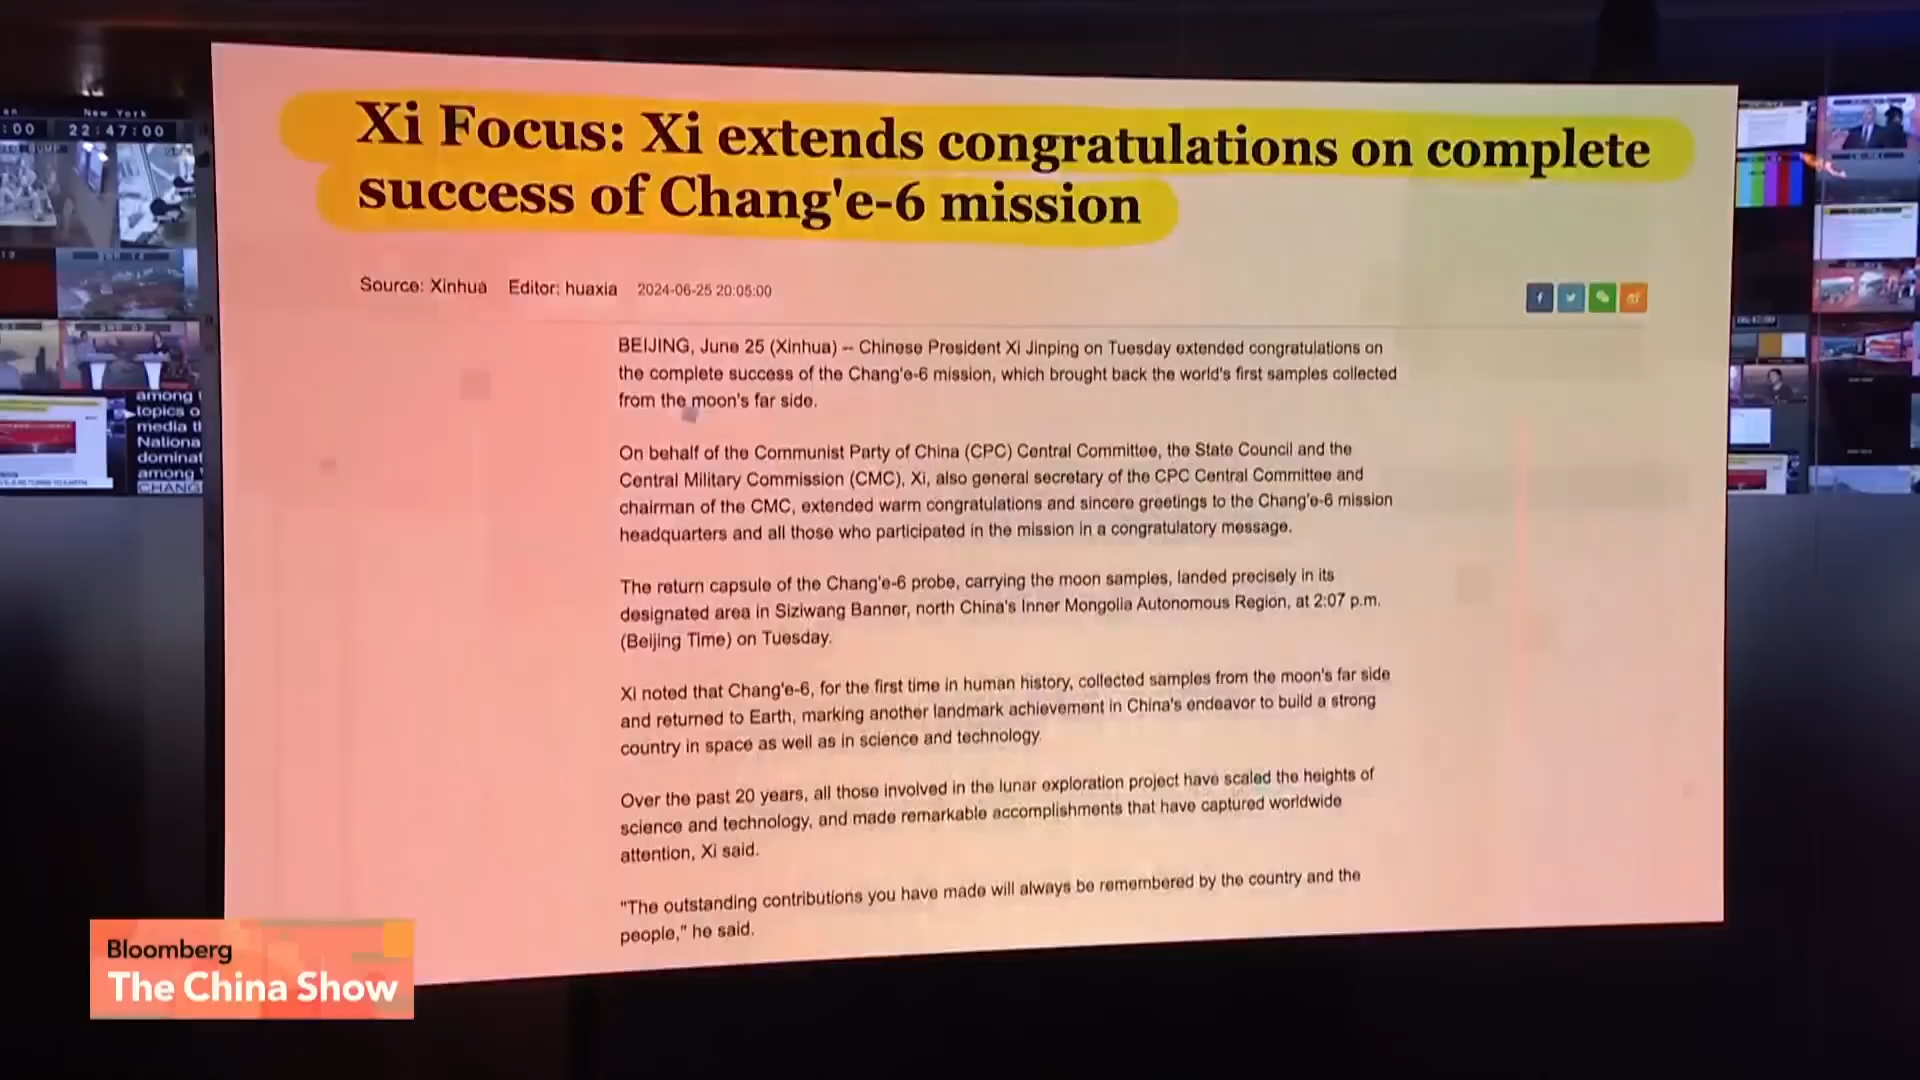 Xi Focus: Xi extends congratulations on complete
success of Chang'e-6 mission
Source: Xinhua Editor: huaxia 2024-06-25 20:05:00
BEIJING, June 25 (Xinhua) -- Chinese President Xi Jinping on Tuesday extended congratulations on
the complete success of the Chang'e-6 mission, which brought back the world's first samples collected
from the moon's far side.
On behalf of the Communist Party of China (CPC) Central Committee, the State Council and the
Central Military Commission (CMC), Xi, also general secretary of the CPC Central Committee and
chairman of the CMC, extended warm congratulations and sincere greetings to the Chang'e-6 mission
headquarters and all those who participated in the mission in a congratulatory message.
The return capsule of the Chang'e-6 probe, carrying the moon samples, landed precisely in its
designated area in Siziwang Banner, north China's Inner Mongolia Autonomous Region, at 2:07 p.m.
(Beijing Time) on Tuesday.
Xi noted that Chang'e-6, for the first time in human history, collected samples from the moon's far side
and returned to Earth, marking another landmark achievement in China's endeavor to build a strong
country in space as well as in science and technology.
Over the past 20 years, all those involved in the lunar exploration project have scaled the heights of
science and technology, and made remarkable accomplishments that have captured worldwide
attention, Xi said.
"The outstanding contributions you have made will always be remembered by the country and the
people," he said.
New York
:00 22:47:00
among
topics o
media t
Nationa
dominat
among
CHANG
Bloomberg
The China Show